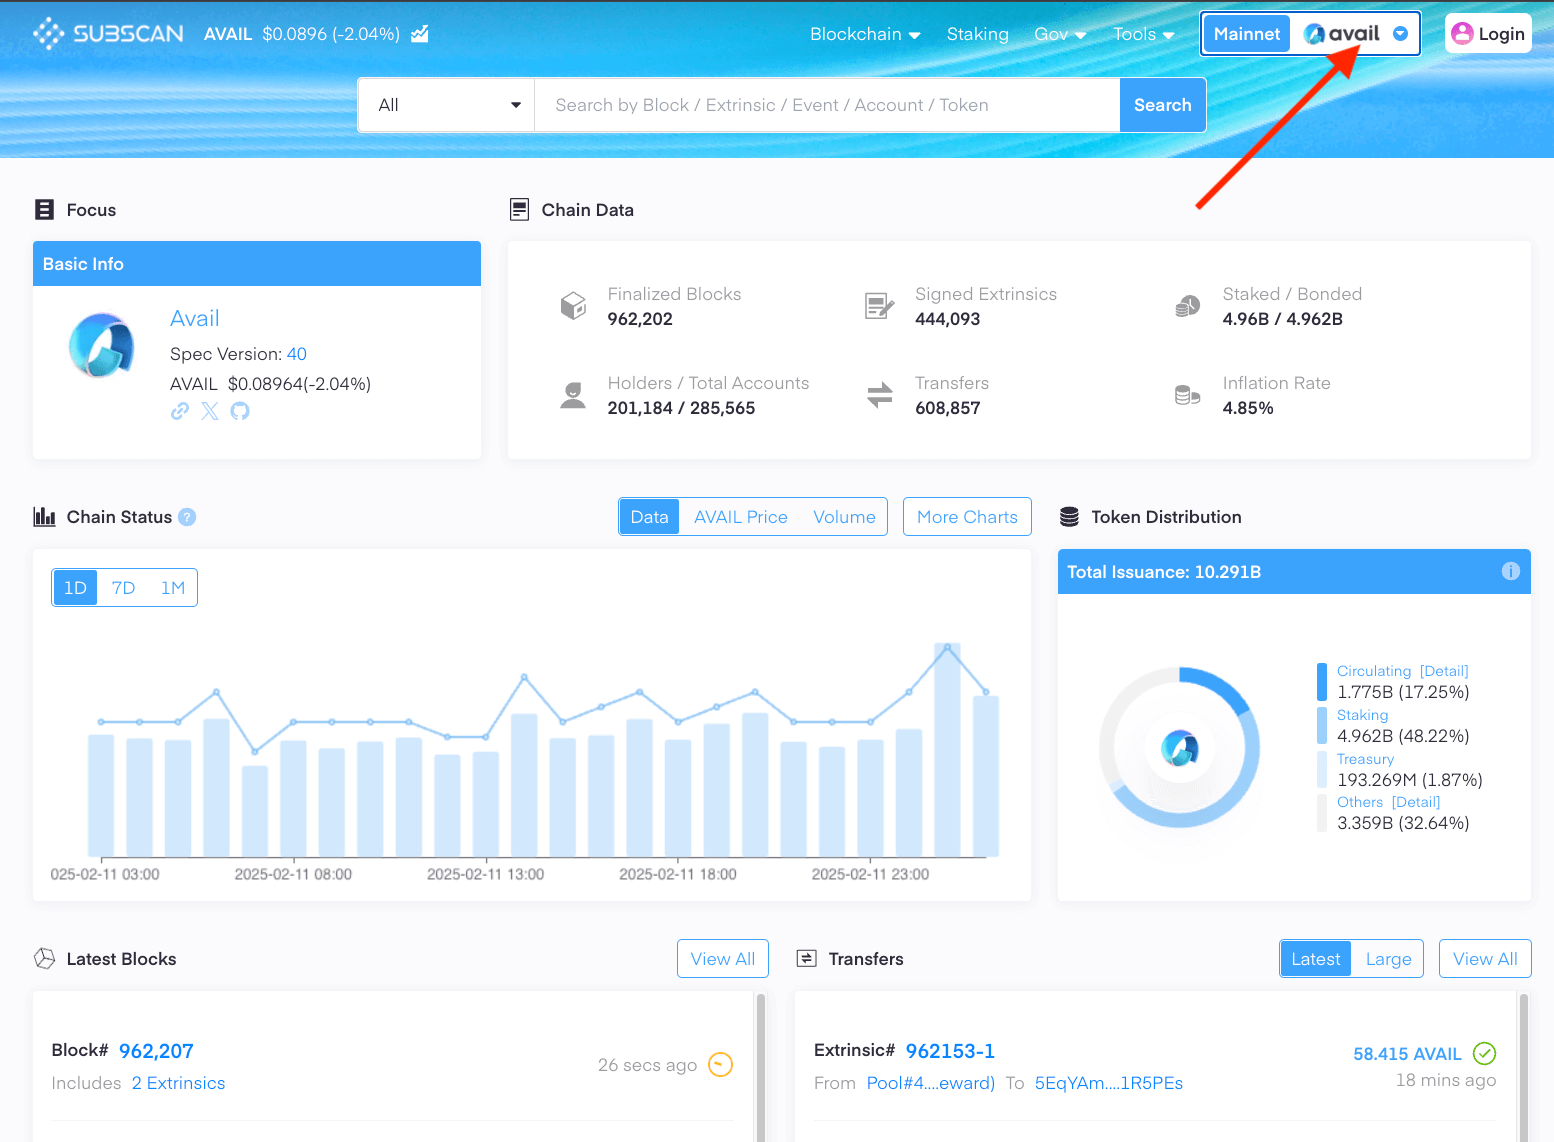 SUBSCAN AVAIL $0.0896 (-2.04%) Blockchain Staking Gov Tools Mainnet avail Login
All Search by Block / Extrinsic / Event / Account / Token Search
Focus
Basic Info
Avail
Spec Version: 40
AVAIL $0.08964(-2.04%)
Chain Data
Finalized Blocks
962,202
Signed Extrinsics
444,093
Staked / Bonded
4.96B / 4.962B
Holders / Total Accounts
201,184 / 285,565
Transfers
608,857
Inflation Rate
4.85%
Chain Status ?
Data AVAIL Price Volume More Charts
1D 7D 1M
025-02-11 03:00 2025-02-11 08:00 2025-02-11 13:00 2025-02-11 18:00 2025-02-11 23:00
Token Distribution
Total Issuance: 10.291B
Circulating [Detail]
1.775B (17.25%)
Staking
4.962B (48.22%)
Treasury
193.269M (1.87%)
Others [Detail]
3.359B (32.64%)
Latest Blocks View All
Block# 962,207
26 secs ago
Includes 2 Extrinsics
Transfers Latest Large View All
Extrinsic# 962153-1
58.415 AVAIL
From Pool#4....eward) To 5EqYAm....1R5PEs
18 mins ago